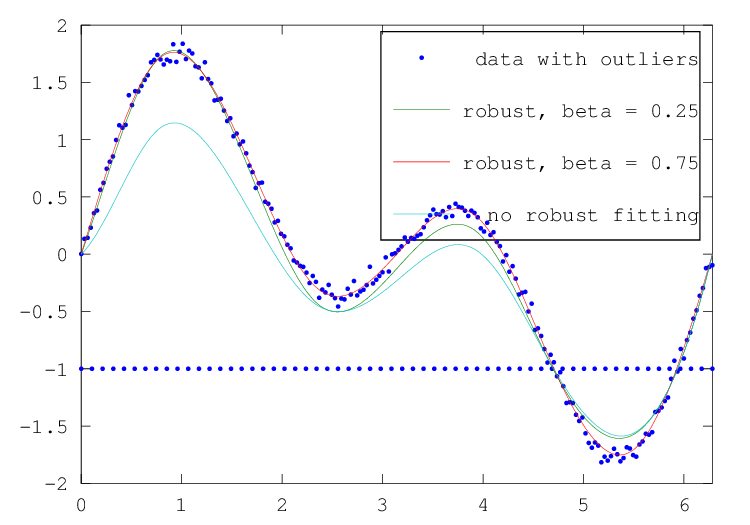 2
1.5
1
0.5
0
-0.5
-1
-1.5
-2
0 1 2 3 4 5 6
data with outliers
robust, beta = 0.25
robust, beta = 0.75
no robust fitting